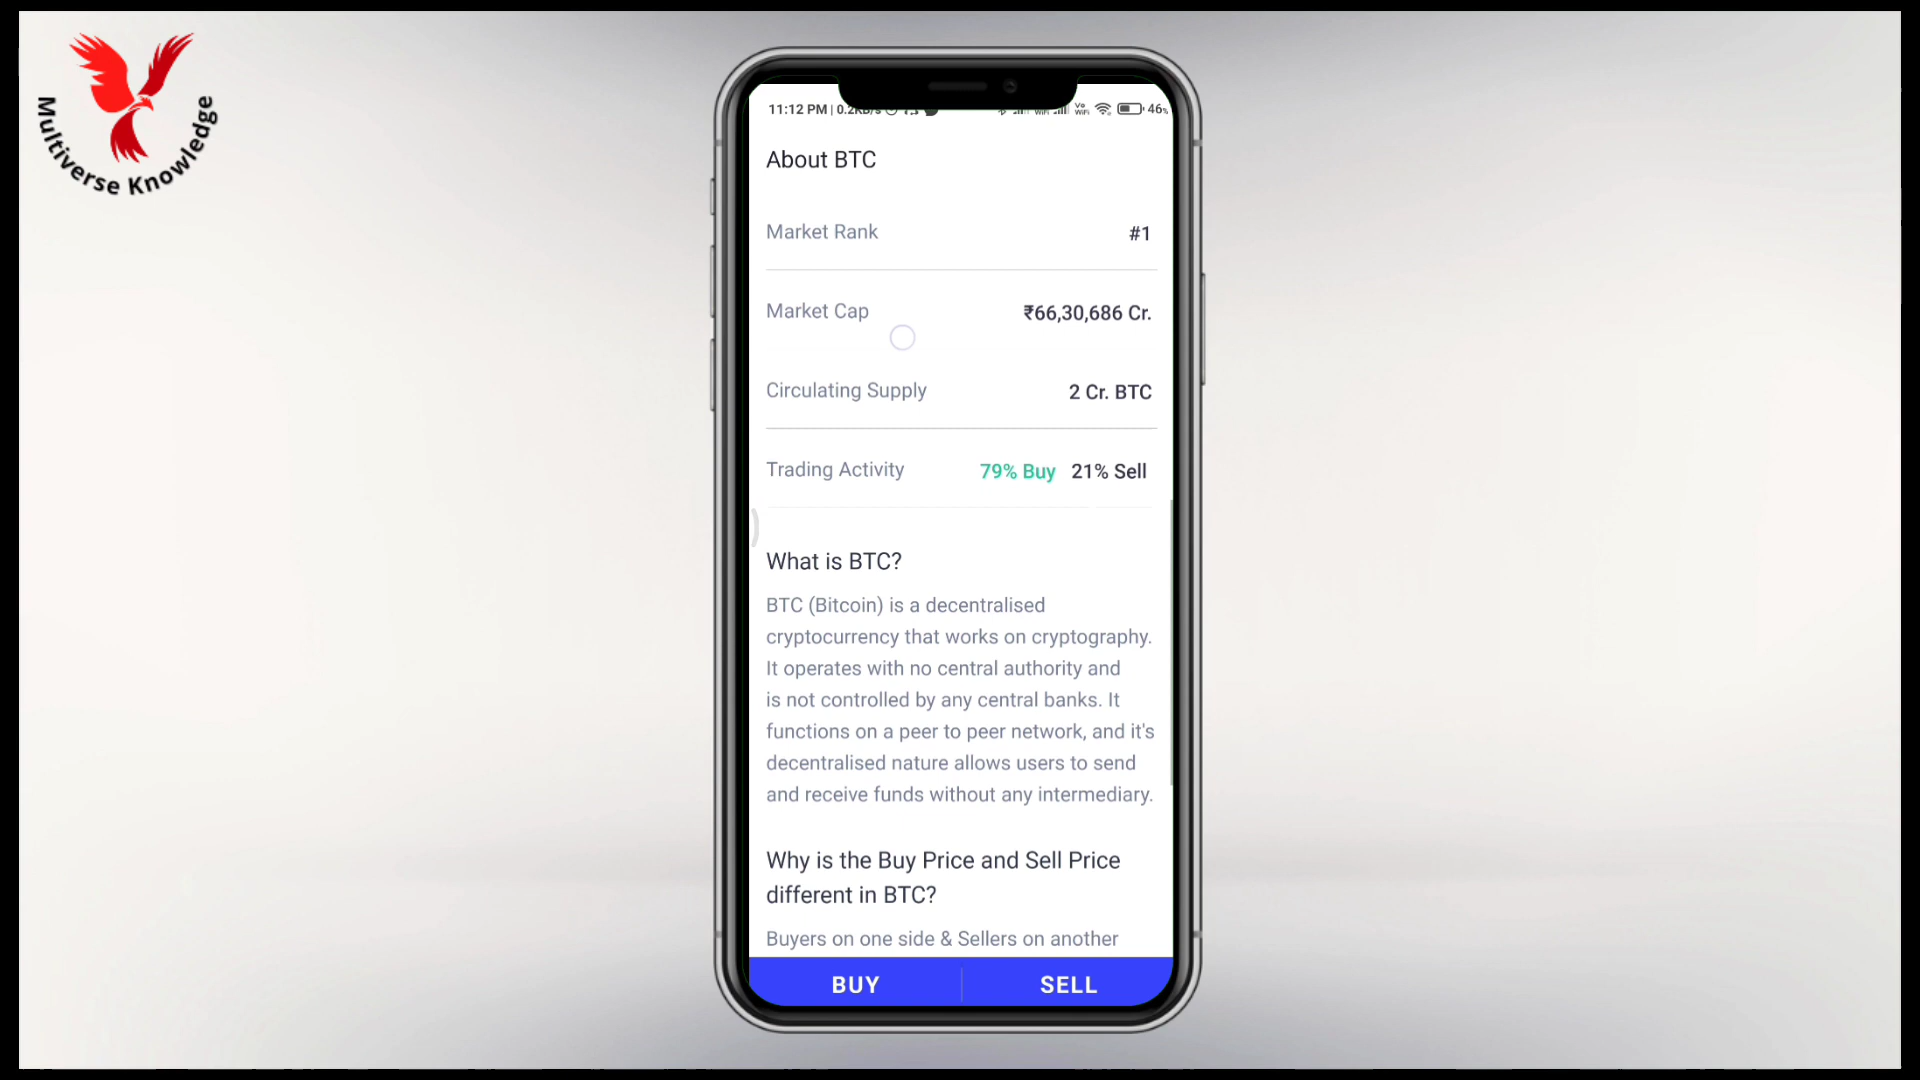 Multiverse Knowledge
11:12 PM | 0.2KB/s 46%
About BTC
Market Rank #1
Market Cap ₹66,30,686 Cr.
Circulating Supply 2 Cr. BTC
Trading Activity 79% Buy 21% Sell
What is BTC?
BTC (Bitcoin) is a decentralised
cryptocurrency that works on cryptography.
It operates with no central authority and
is not controlled by any central banks. It
functions on a peer to peer network, and it's
decentralised nature allows users to send
and receive funds without any intermediary.
Why is the Buy Price and Sell Price
different in BTC?
Buyers on one side & Sellers on another
BUY SELL